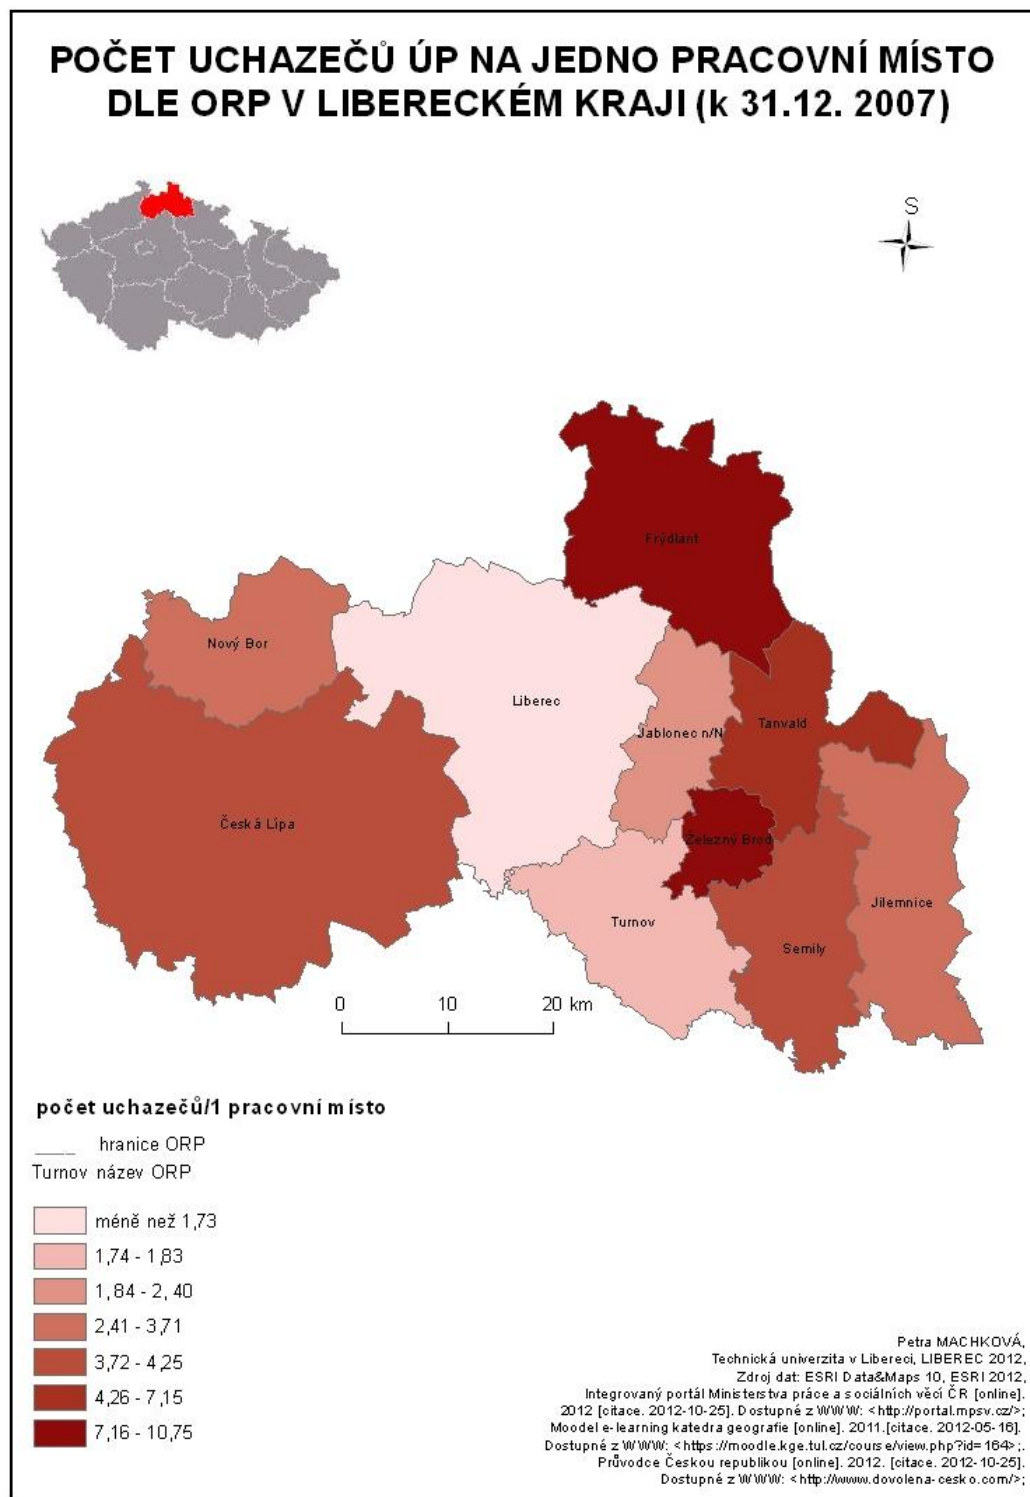 POČET UCHAZEČŮ ÚP NA JEDNO PRACOVNÍ MÍSTO
DLE ORP V LIBERECKÉM KRAJI (k 31.12. 2007)
S
Frýdlant
Nový Bor
Liberec
Tanvald
Jablonec n/N
Česká Lípa
Železný Brod
Jilemnice
Turnov
Semily
0 10 20 km
počet uchazečů/1 pracovní místo
hranice ORP
Turnov název ORP
méně než 1,73
1,74 - 1,83
1,84 - 2,40
2,41 - 3,71
3,72 - 4,25
4,26 - 7,15
7,16 - 10,75
Petra MACHKOVÁ,
Technická univerzita v Liberci, LIBEREC 2012,
Zdroj dat: ESRI Data&Maps 10, ESRI 2012,
Integrovaný portál Ministerstva práce a sociálních věcí ČR [online].
2012 [citace. 2012-10-25]. Dostupné z WWW: <http://portal.mpsv.cz/>;
Moodel e-learning katedra geografie [online]. 2011.[citace. 2012-05-16].
Dostupné z WWW: <https://moodle.kge.tul.cz/course/view.php?id=164>;.
Průvodce Českou republikou [online]. 2012. [citace. 2012-10-25].
Dostupné z WWW: <http://www.dovolena-cesko.com/>;